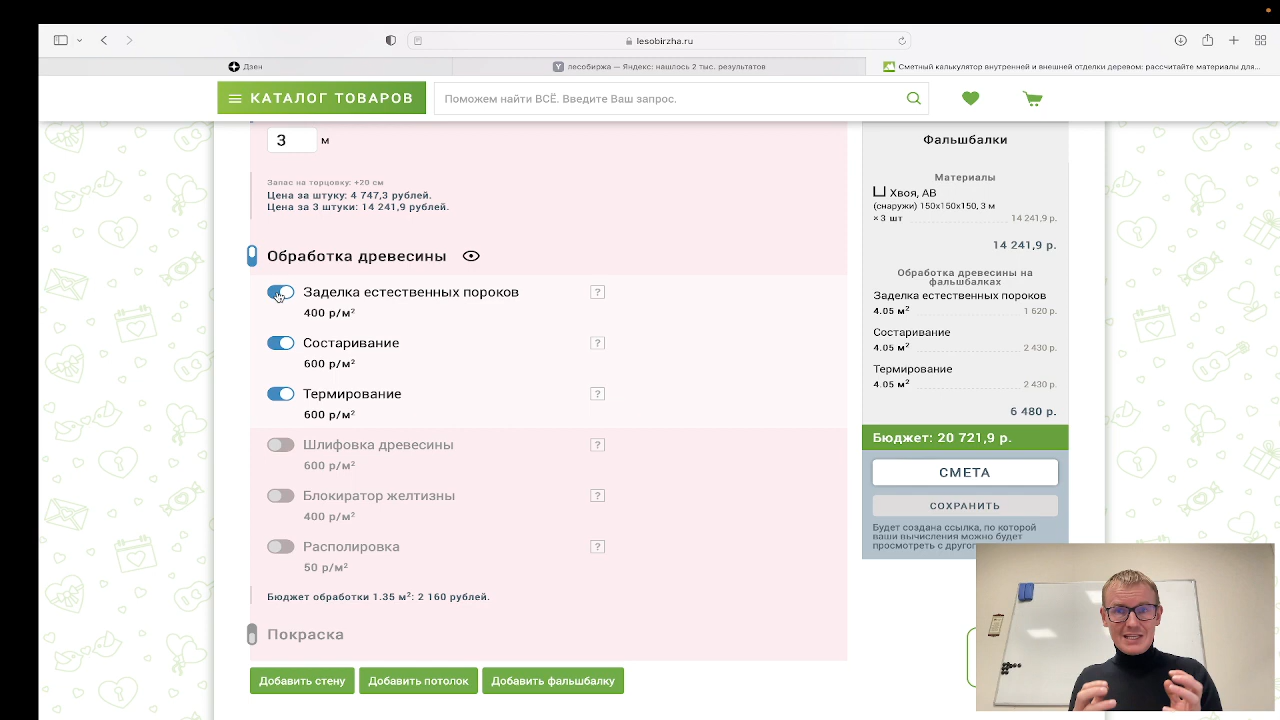 lesobirzha.ru
Дзен
лесобиржа — Яндекс: нашлось 2 тыс. результатов
Сметный калькулятор внутренней и внешней отделки деревом: рассчитайте материалы для...
КАТАЛОГ ТОВАРОВ
Поможем найти ВСЁ. Введите Ваш запрос.
3 м
Запас на торцовку: +20 см
Цена за штуку: 4 747,3 рублей.
Цена за 3 штуки: 14 241,9 рублей.
Обработка древесины
Заделка естественных пороков ?
400 р/м²
Состаривание ?
600 р/м²
Термирование ?
600 р/м²
Шлифовка древесины ?
600 р/м²
Блокиратор желтизны ?
400 р/м²
Располировка ?
50 р/м²
Бюджет обработки 1.35 м²: 2 160 рублей.
Покраска
Добавить стену Добавить потолок Добавить фальшбалку
Фальшбалки
Материалы
Хвоя, АВ
(снаружи) 150x150x150, 3 м
× 3 шт 14 241,9 р.
14 241,9 р.
Обработка древесины на
фальшбалках
Заделка естественных пороков
4.05 м² 1 620 р.
Состаривание
4.05 м² 2 430 р.
Термирование
4.05 м² 2 430 р.
6 480 р.
Бюджет: 20 721,9 р.
СМЕТА
СОХРАНИТЬ
Будет создана ссылка, по которой
ваши вычисления можно будет
просмотреть с другог